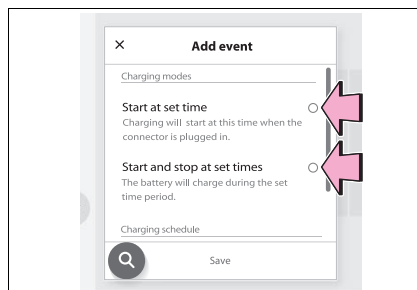 Add event
Charging modes
Start at set time
Charging will start at this time when the
connector is plugged in.
Start and stop at set times
The battery will charge during the set
time period.
Charging schedule
Save